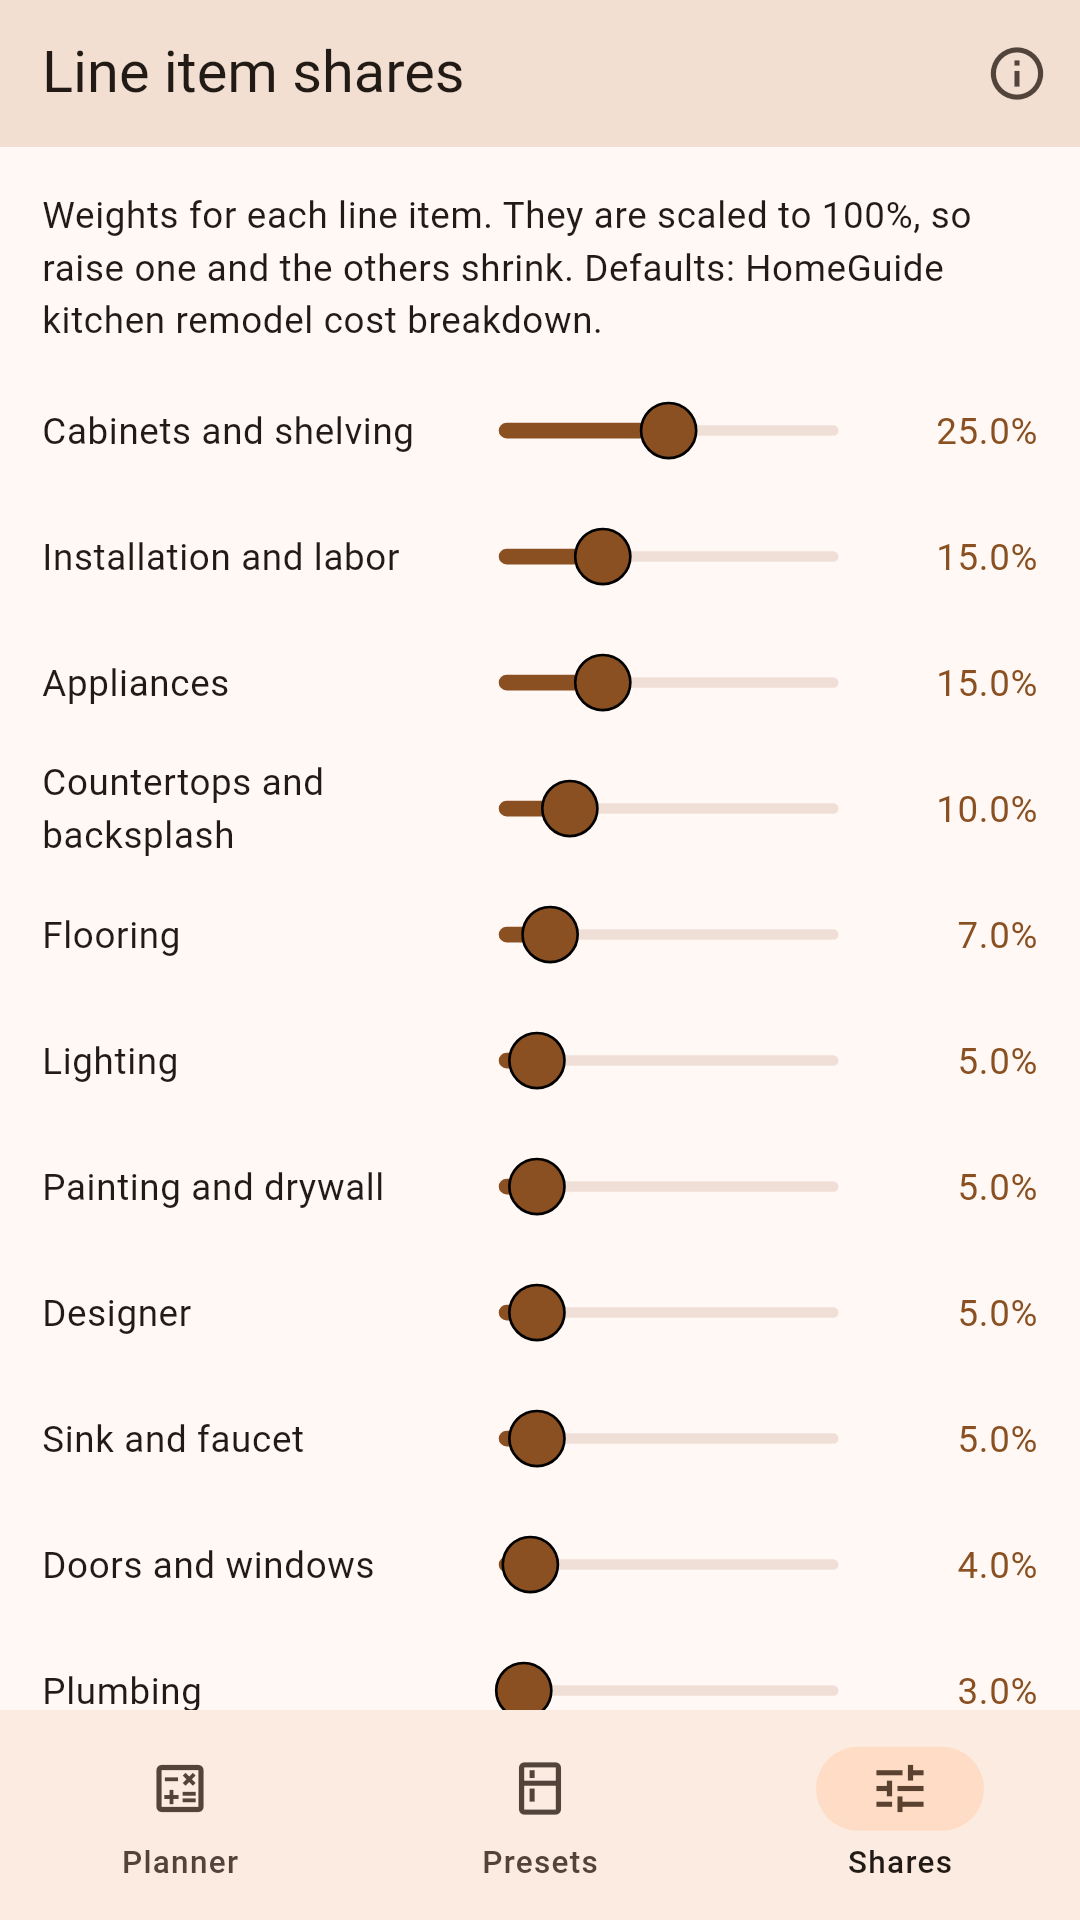 Line item shares
Weights for each line item. They are scaled to 100%, so
raise one and the others shrink. Defaults: HomeGuide
kitchen remodel cost breakdown.
Cabinets and shelving 25.0%
Installation and labor 15.0%
Appliances 15.0%
Countertops and
backsplash 10.0%
Flooring 7.0%
Lighting 5.0%
Painting and drywall 5.0%
Designer 5.0%
Sink and faucet 5.0%
Doors and windows 4.0%
Plumbing 3.0%
Planner Presets Shares